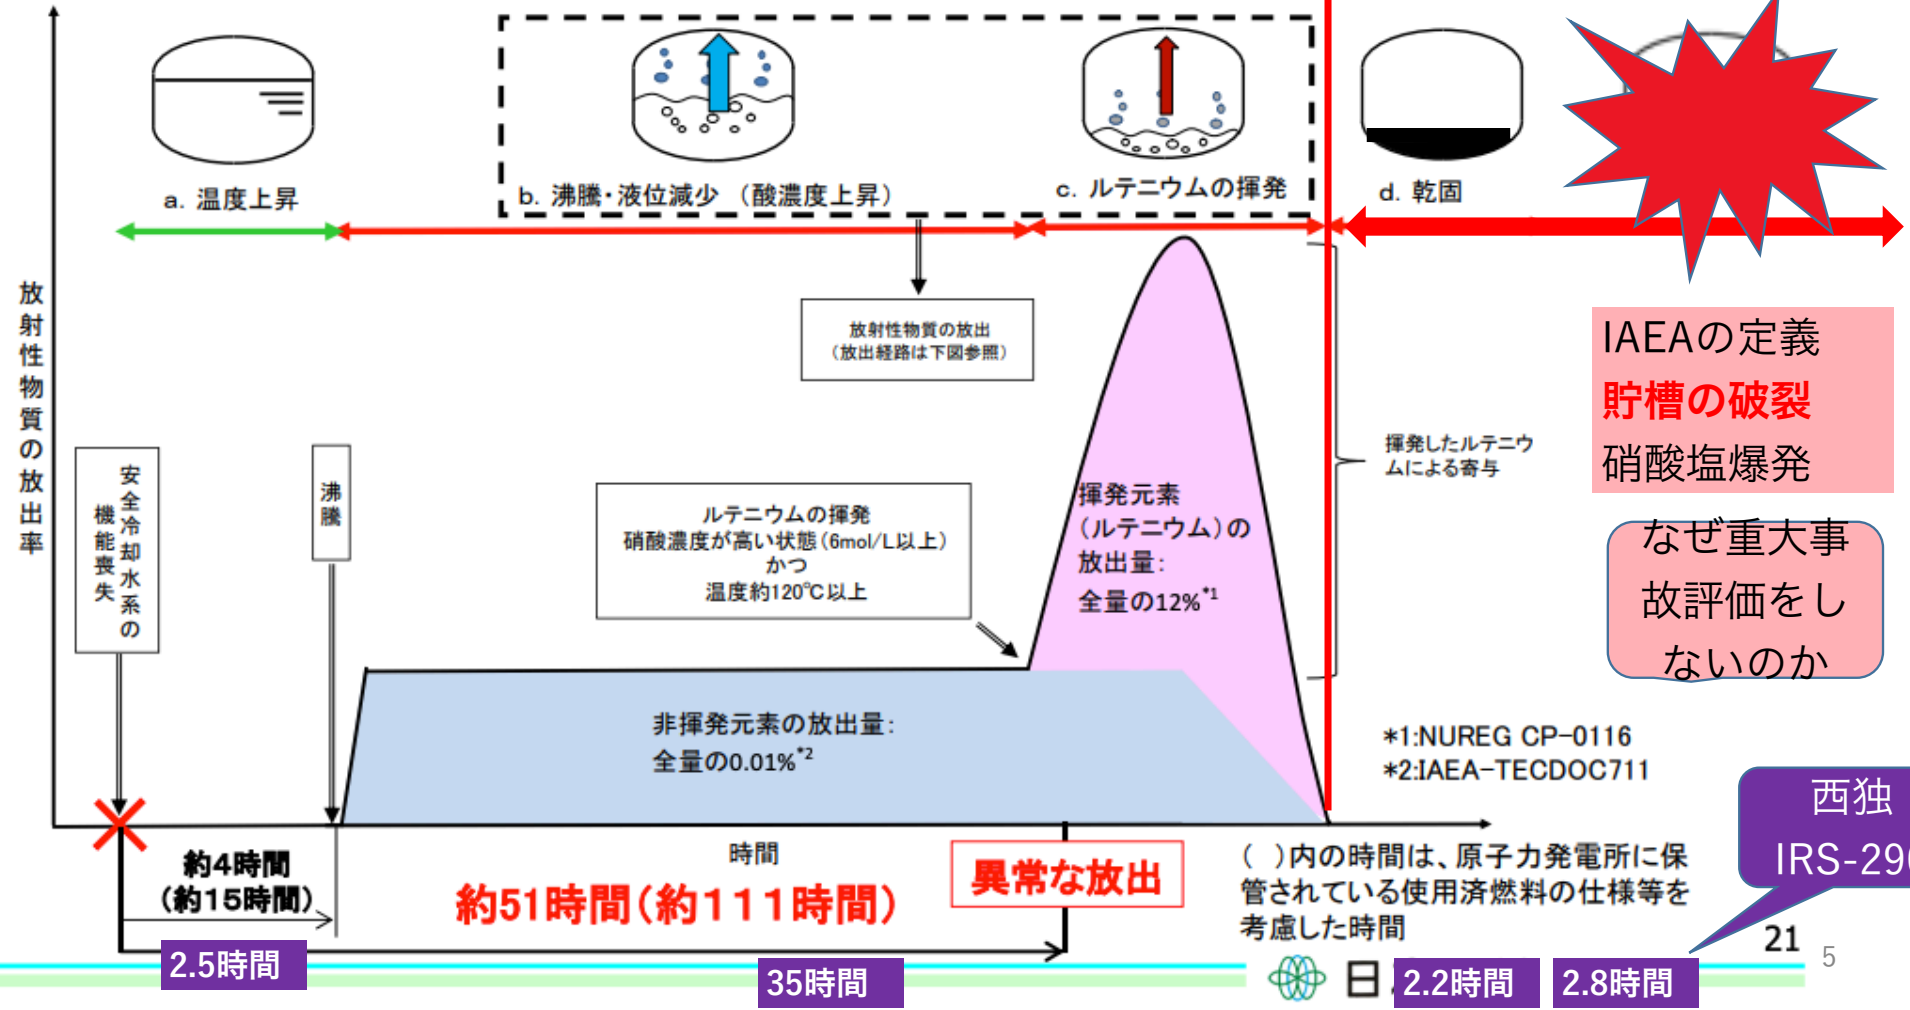 a. 温度上昇
b. 沸騰・液位減少 （酸濃度上昇）
c. ルテニウムの揮発
d. 乾固
放射性物質の放出率
放射性物質の放出
（放出経路は下図参照）
IAEAの定義
貯槽の破裂
硝酸塩爆発
なぜ重大事
故評価をし
ないのか
揮発したルテニウ
ムによる寄与
安全冷却水系の
機能喪失
沸騰
ルテニウムの揮発
硝酸濃度が高い状態（6mol/L以上）
かつ
温度約120℃以上
揮発元素
（ルテニウム）の
放出量：
全量の12%*1
非揮発元素の放出量：
全量の0.01%*2
*1:NUREG CP-0116
*2:IAEA-TECDOC711
西独
IRS-290
時間
約4時間
（約15時間）
約51時間（約111時間）
異常な放出
（ ）内の時間は、原子力発電所に保
管されている使用済燃料の仕様等を
考慮した時間
21
5
2.5時間
35時間
日
2.2時間
2.8時間